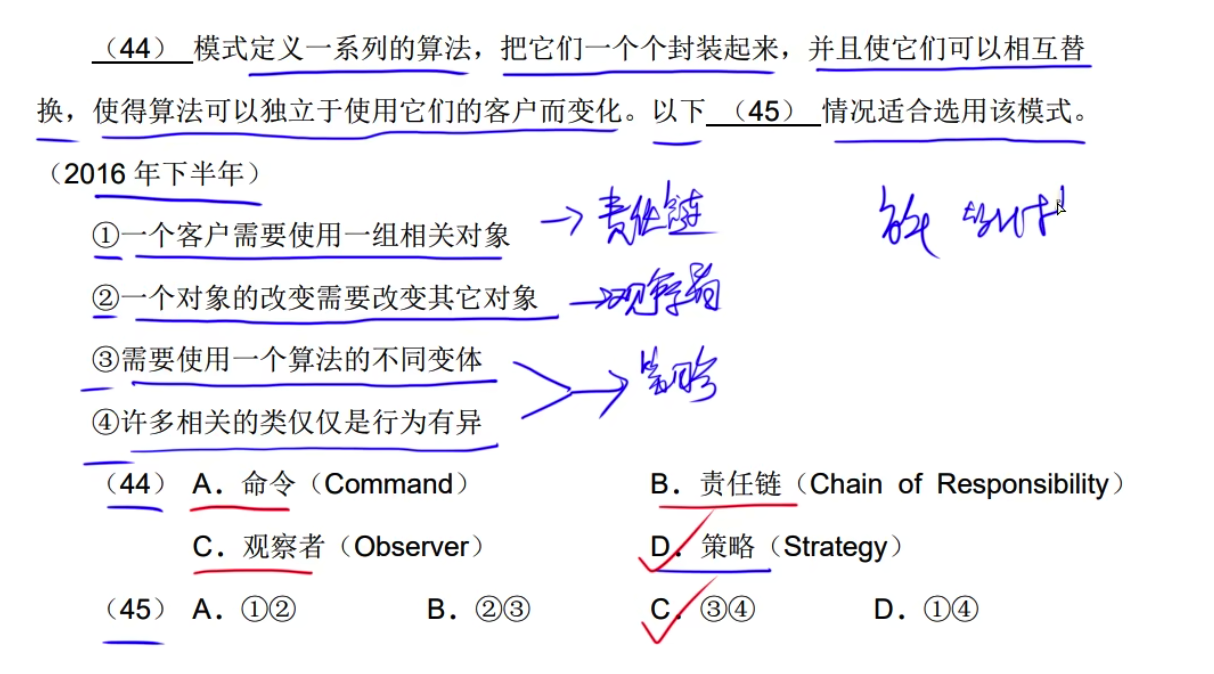 （44） 模式定义一系列的算法，把它们一个个封装起来，并且使它们可以相互替
换，使得算法可以独立于使用它们的客户而变化。以下 （45） 情况适合选用该模式。
（2016 年下半年）
①一个客户需要使用一组相关对象 → 责任链
②一个对象的改变需要改变其它对象 → 观察者
③需要使用一个算法的不同变体
策略
④许多相关的类仅仅是行为有异
（44） A．命令（Command） B．责任链（Chain of Responsibility）
C．观察者（Observer） D．策略（Strategy）
（45） A．①② B．②③ C．③④ D．①④